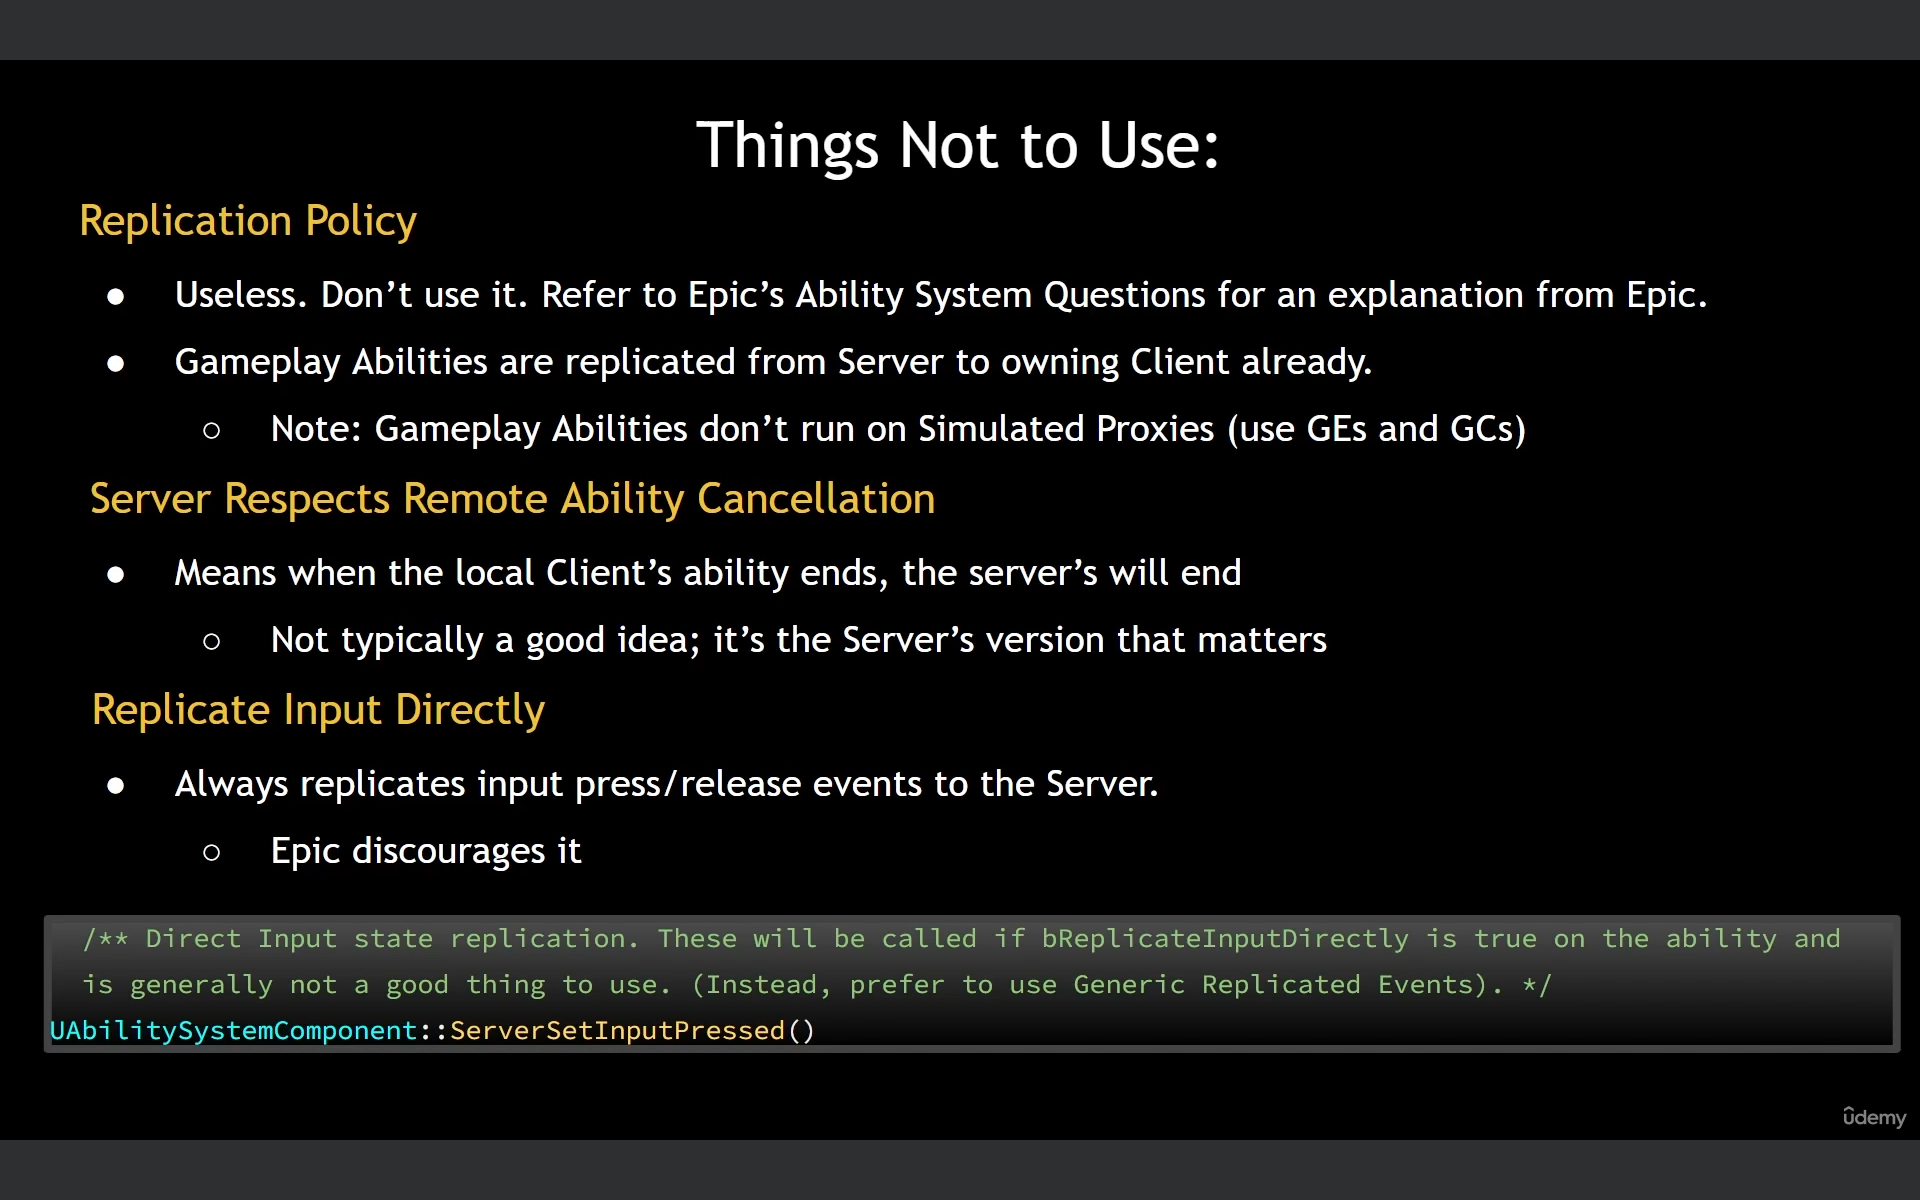 Things Not to Use:
Replication Policy
● Useless. Don’t use it. Refer to Epic’s Ability System Questions for an explanation from Epic.
● Gameplay Abilities are replicated from Server to owning Client already.
○ Note: Gameplay Abilities don’t run on Simulated Proxies (use GEs and GCs)
Server Respects Remote Ability Cancellation
● Means when the local Client’s ability ends, the server’s will end
○ Not typically a good idea; it’s the Server’s version that matters
Replicate Input Directly
● Always replicates input press/release events to the Server.
○ Epic discourages it
/** Direct Input state replication. These will be called if bReplicateInputDirectly is true on the ability and
is generally not a good thing to use. (Instead, prefer to use Generic Replicated Events). */
UAbilitySystemComponent::ServerSetInputPressed()
ûdemy